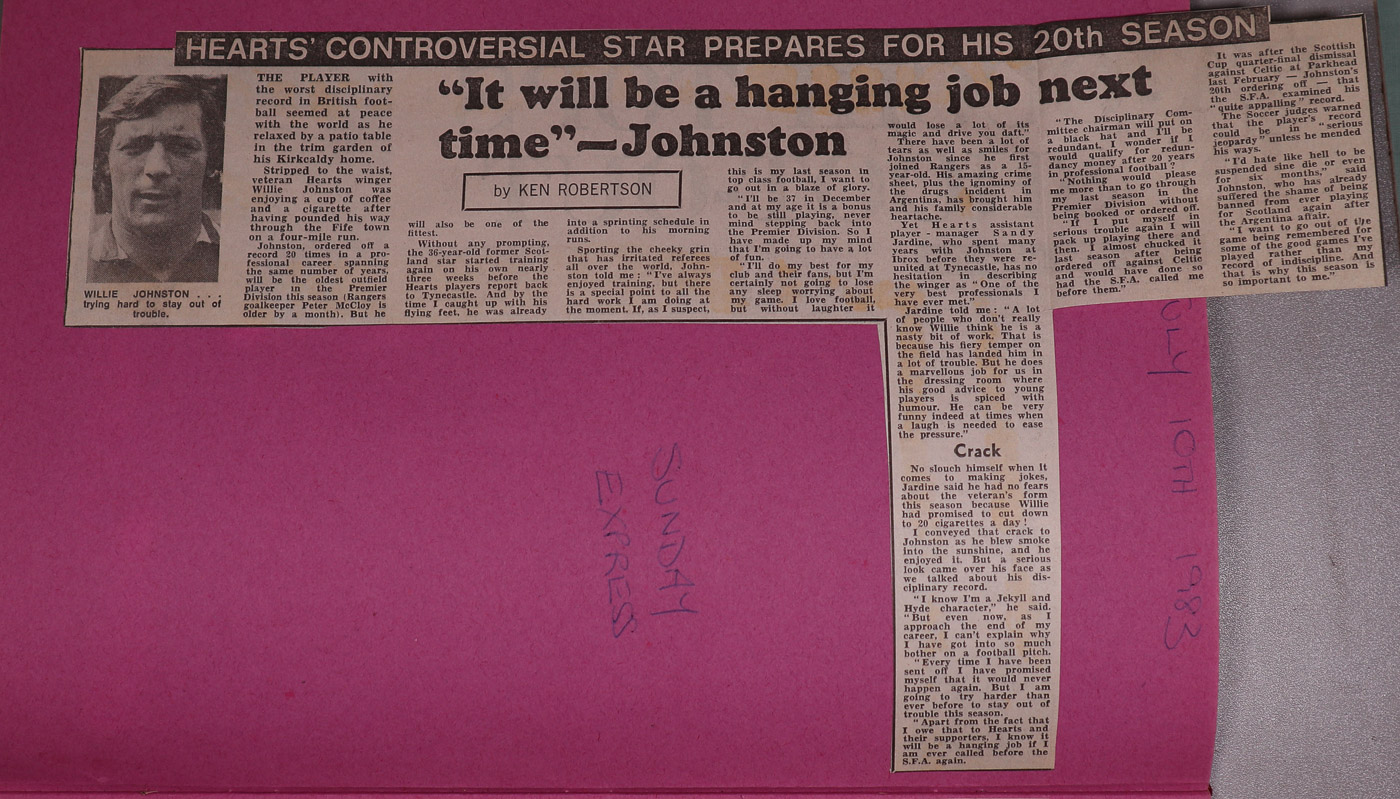 HEARTS' CONTROVERSIAL STAR PREPARES FOR HIS 20th SEASON
"It will be a hanging job next
time"—Johnston
by KEN ROBERTSON
WILLIE JOHNSTON . . .
trying hard to stay out of
trouble.
THE PLAYER with
the worst disciplinary
record in British foot-
ball seemed at peace
with the world as he
relaxed by a patio table
in the trim garden of
his Kirkcaldy home.
Stripped to the waist,
veteran Hearts winger
Willie Johnston was
enjoying a cup of coffee
and a cigarette after
having pounded his way
through the Fife town
on a four-mile run.
Johnston, ordered off a
record 20 times in a pro-
fessional career spanning
the same number of years,
will be the oldest outfield
player in the Premier
Division this season (Rangers
goalkeeper Peter McCloy is
older by a month). But he
will also be one of the
fittest.
Without any prompting,
the 36-year-old former Scot-
land star started training
again on his own nearly
three weeks before the
Hearts players report back
to Tynecastle. And by the
time I caught up with his
flying feet, he was already
into a sprinting schedule in
addition to his morning
runs.
Sporting the cheeky grin
that has irritated referees
all over the world, John-
ston told me: "I've always
enjoyed training, but there
is a special point to all the
hard work I am doing at
the moment. If, as I suspect,
this is my last season in
top class football, I want to
go out in a blaze of glory.
"I'll be 37 in December
and at my age it is a bonus
to be still playing, never
mind stepping back into
the Premier Division. So I
have made up my mind
that I'm going to have a lot
of fun.
"I'll do my best for my
club and their fans, but I'm
certainly not going to lose
any sleep worrying about
my game. I love football,
but without laughter it
would lose a lot of its
magic and drive you daft."
There have been a lot of
tears as well as smiles for
Johnston since he first
joined Rangers as a 15-
year-old. His amazing crime
sheet, plus the ignominy of
the drugs incident in
Argentina, has brought him
and his family considerable
heartache.
Yet Hearts assistant
player - manager Sandy
Jardine, who spent many
years with Johnston at
Ibrox before they were re-
united at Tynecastle, has no
hesitation in describing
the winger as "One of the
very best professionals I
have ever met."
Jardine told me: "A lot
of people who don't really
know Willie think he is a
nasty bit of work. That is
because his fiery temper on
the field has landed him in
a lot of trouble. But he does
a marvellous job for us in
the dressing room where
his good advice to young
players is spiced with
humour. He can be very
funny indeed at times when
a laugh is needed to ease
the pressure."
Crack
No slouch himself when it
comes to making jokes,
Jardine said he had no fears
about the veteran's form
this season because Willie
had promised to cut down
to 20 cigarettes a day!
I conveyed that crack to
Johnston as he blew smoke
into the sunshine, and he
enjoyed it. But a serious
look came over his face as
we talked about his dis-
ciplinary record.
"I know I'm a Jekyll and
Hyde character," he said.
"But even now, as I
approach the end of my
career, I can't explain why
I have got into so much
bother on a football pitch.
"Every time I have been
sent off I have promised
myself that it would never
happen again. But I am
going to try harder than
ever before to stay out of
trouble this season.
"Apart from the fact that
I owe that to Hearts and
their supporters, I know it
will be a hanging job if I
am ever called before the
S.F.A. again.
"The Disciplinary Com-
mittee chairman will put on
a black hat and I'll be
redundant. I wonder if I
would qualify for redun-
dancy money after 20 years
in professional football?
"Nothing would please
me more than to go through
my last season in the
Premier Division without
being booked or ordered off.
"If I put myself in
serious trouble again I will
pack up playing there and
then. I almost chucked it
last season after being
ordered off against Celtic
and would have done so
had the S.F.A. called me
before them."
It was after the Scottish
Cup quarter-final dismissal
against Celtic at Parkhead
last February — Johnston's
20th ordering off — that
the S.F.A. examined his
"quite appalling" record.
The Soccer judges warned
that the player's record
could be in "serious
jeopardy" unless he mended
his ways.
"I'd hate like hell to be
suspended sine die or even
for six months," said
Johnston, who has already
suffered the shame of being
banned from ever playing
for Scotland again after
the Argentina affair.
"I want to go out of the
game being remembered for
some of the good games I've
played rather than my
record of indiscipline. And
that is why this season is
so important to me."
SUNDAY
EXPRESS
JULY 10TH 1983